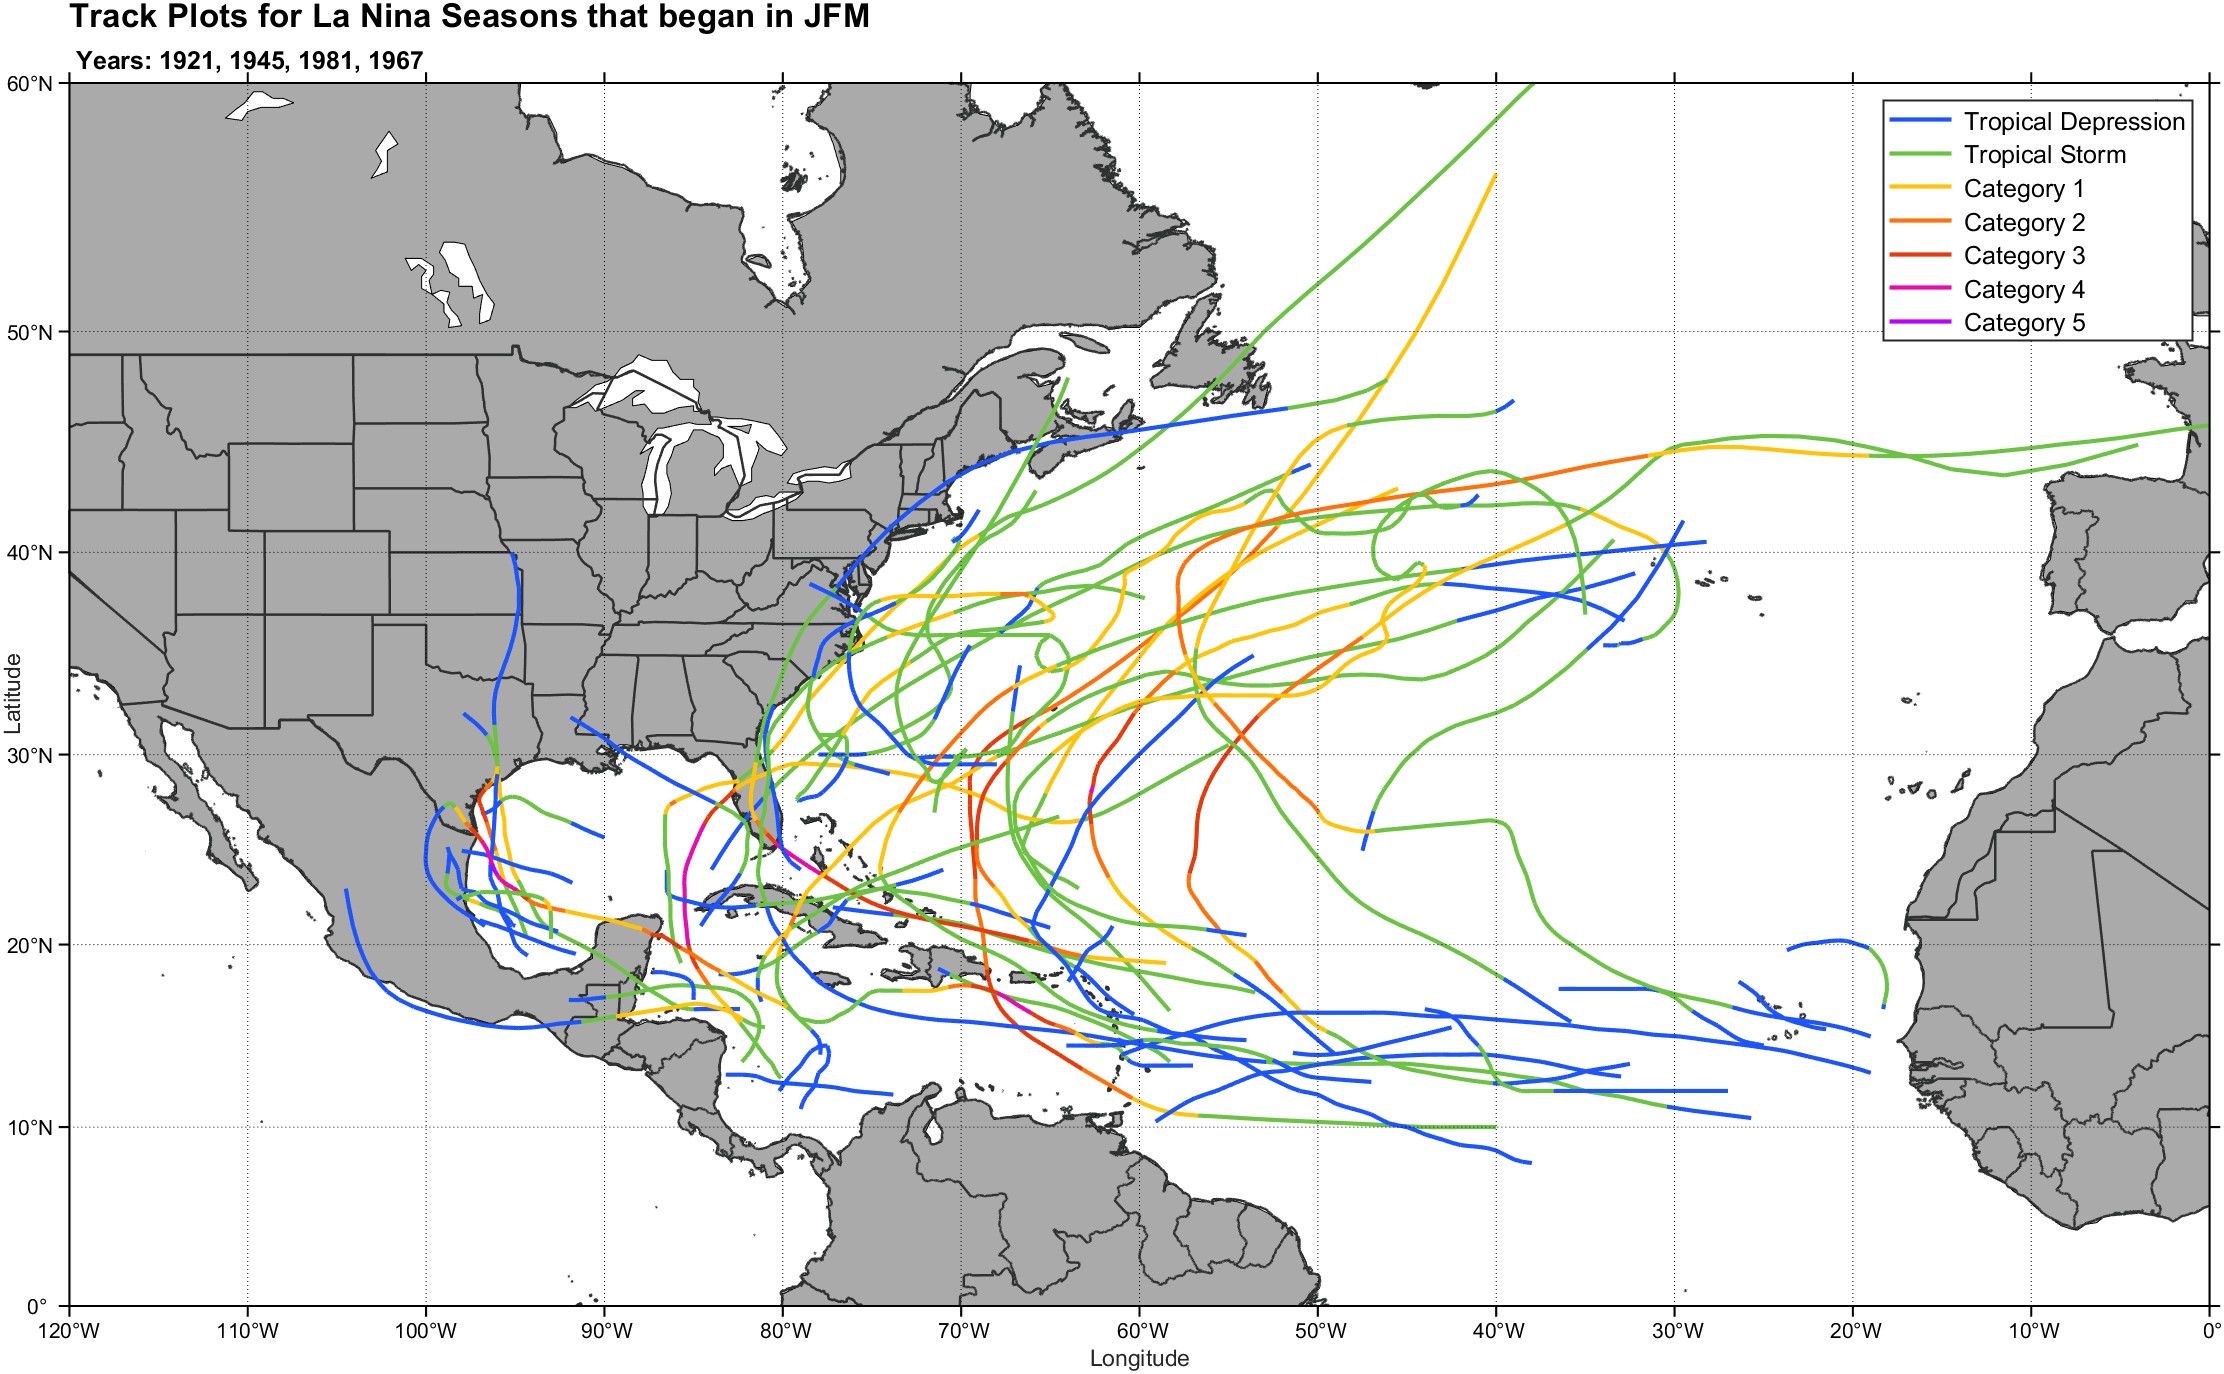 Track Plots for La Nina Seasons that began in JFM
Years: 1921, 1945, 1981, 1967
60°N
50°N
40°N
30°N
20°N
10°N
0°
Latitude
Tropical Depression
Tropical Storm
Category 1
Category 2
Category 3
Category 4
Category 5
120°W 110°W 100°W 90°W 80°W 70°W 60°W 50°W 40°W 30°W 20°W 10°W 0°
Longitude